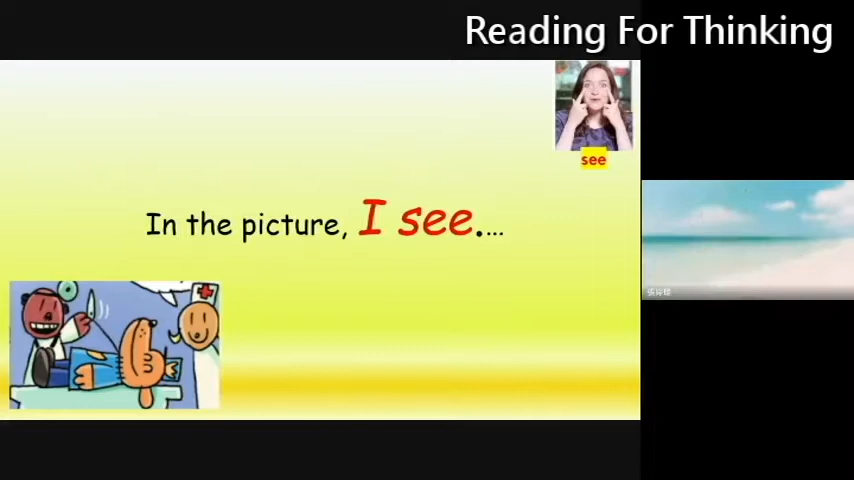 Reading For Thinking
see
In the picture, I see....